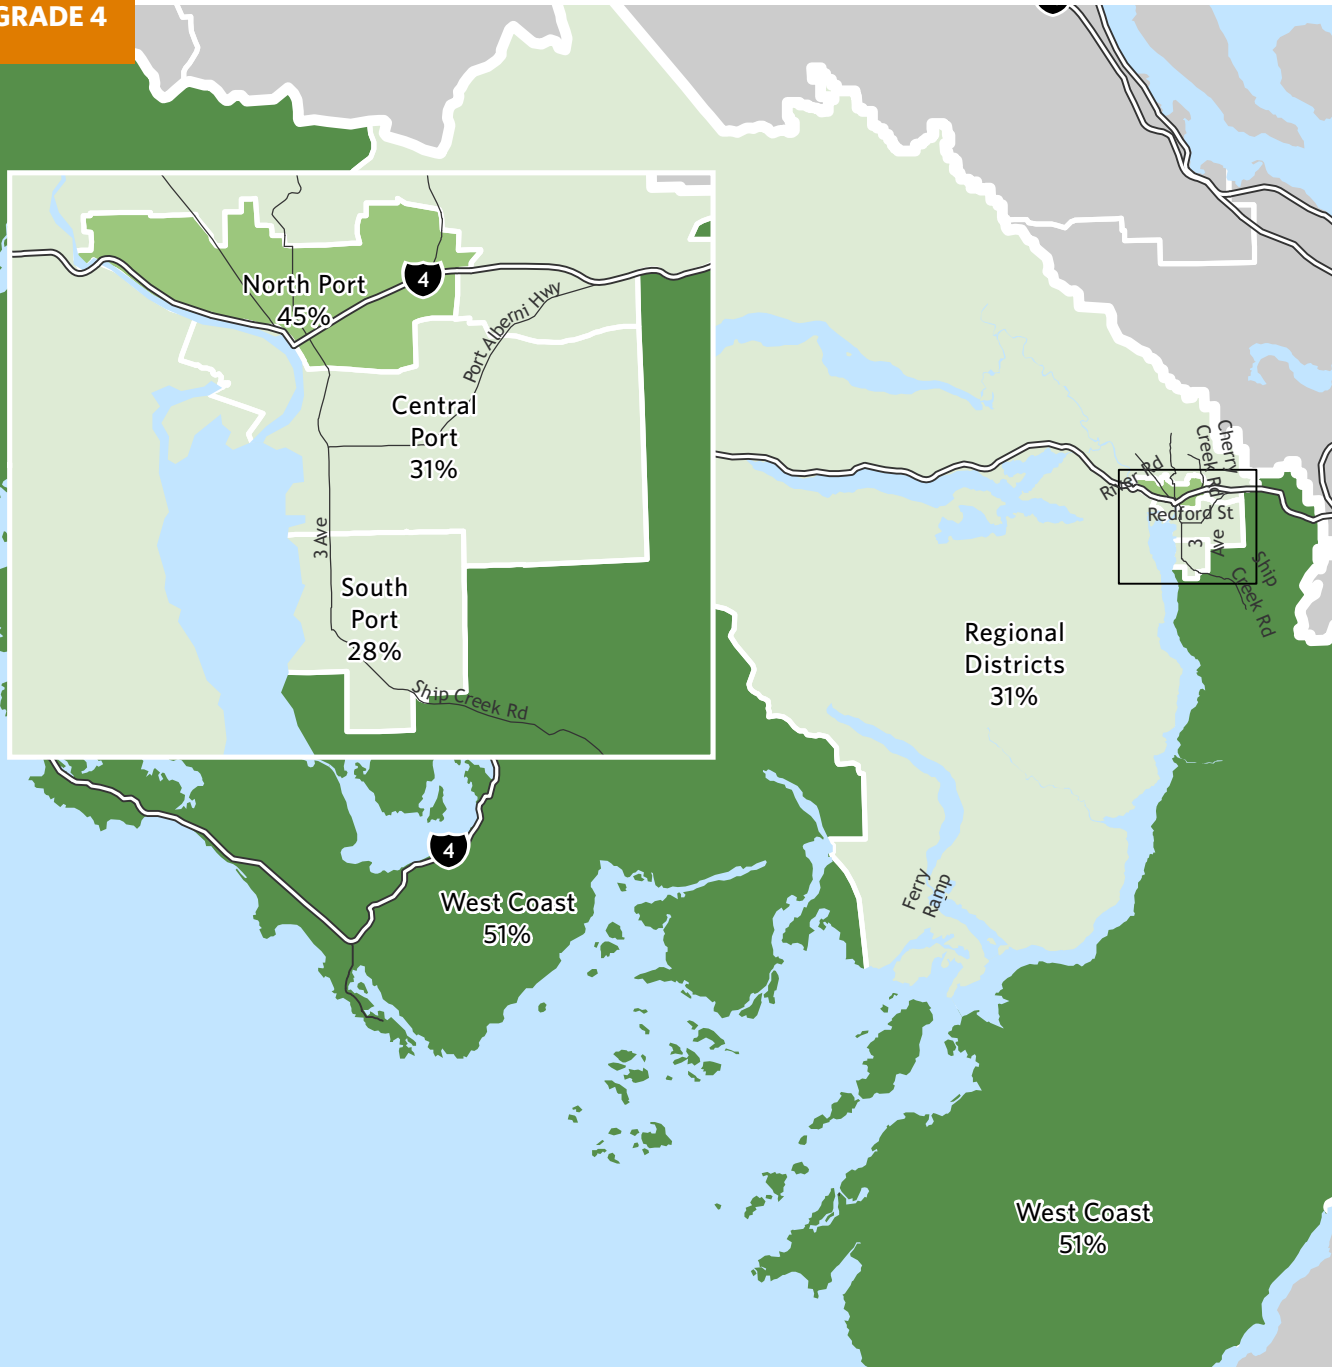 GRADE 4
North Port
45%
4
Port Alberni Hwy
Central
Port
31%
3 Ave
South
Port
28%
Ship Creek Rd
Cherry
Creek Rd
River Rd
Redford St
3
Ave
Ship
Creek Rd
Regional
Districts
31%
4
West Coast
51%
Ferry
Ramp
West Coast
51%